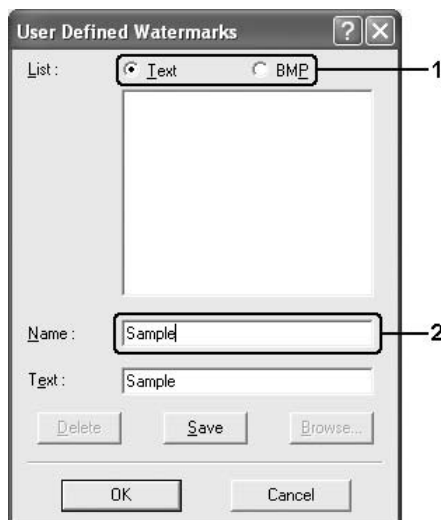 User Defined Watermarks
List : Text BMP 1
Name : Sample 2
Text : Sample
Delete Save Browse...
OK Cancel